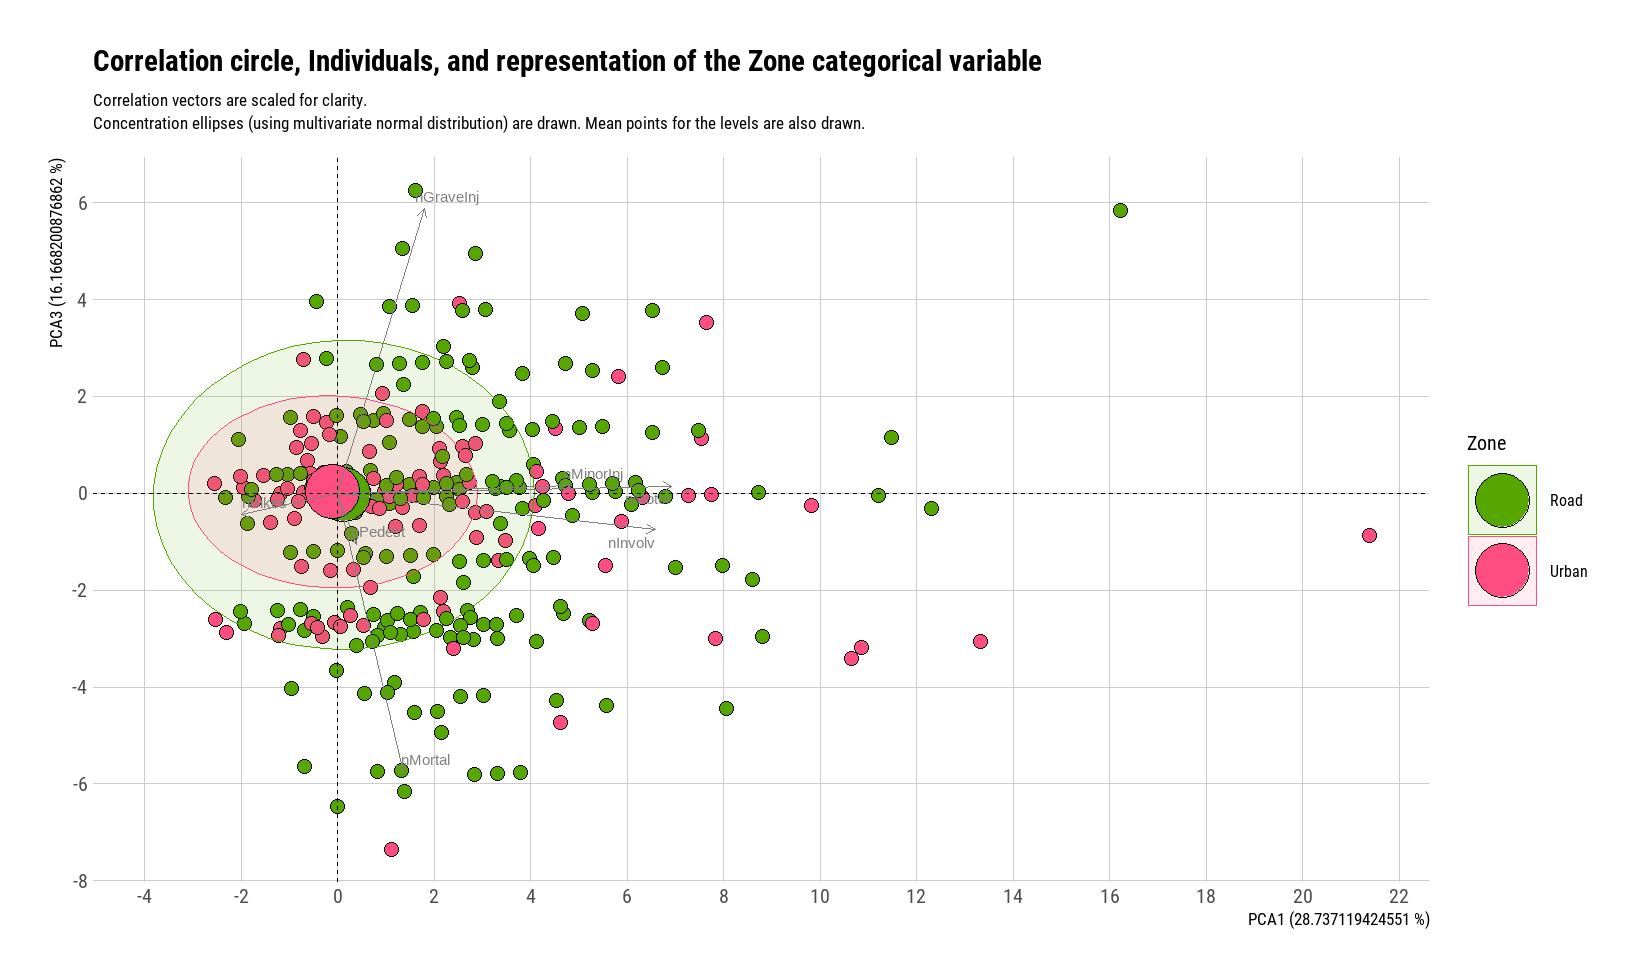 Correlation circle, Individuals, and representation of the Zone categorical variable
Correlation vectors are scaled for clarity.
Concentration ellipses (using multivariate normal distribution) are drawn. Mean points for the levels are also drawn.
PCA3 (16.1668200876862 %)
6
4
2
0
-2
-4
-6
-8
nGraveInj
nMinorInj
nInvolv
Pedest
nMortal
-4
-2
0
2
4
6
8
10
12
14
16
18
20
22
PCA1 (28.737119424551 %)
Zone
Road
Urban